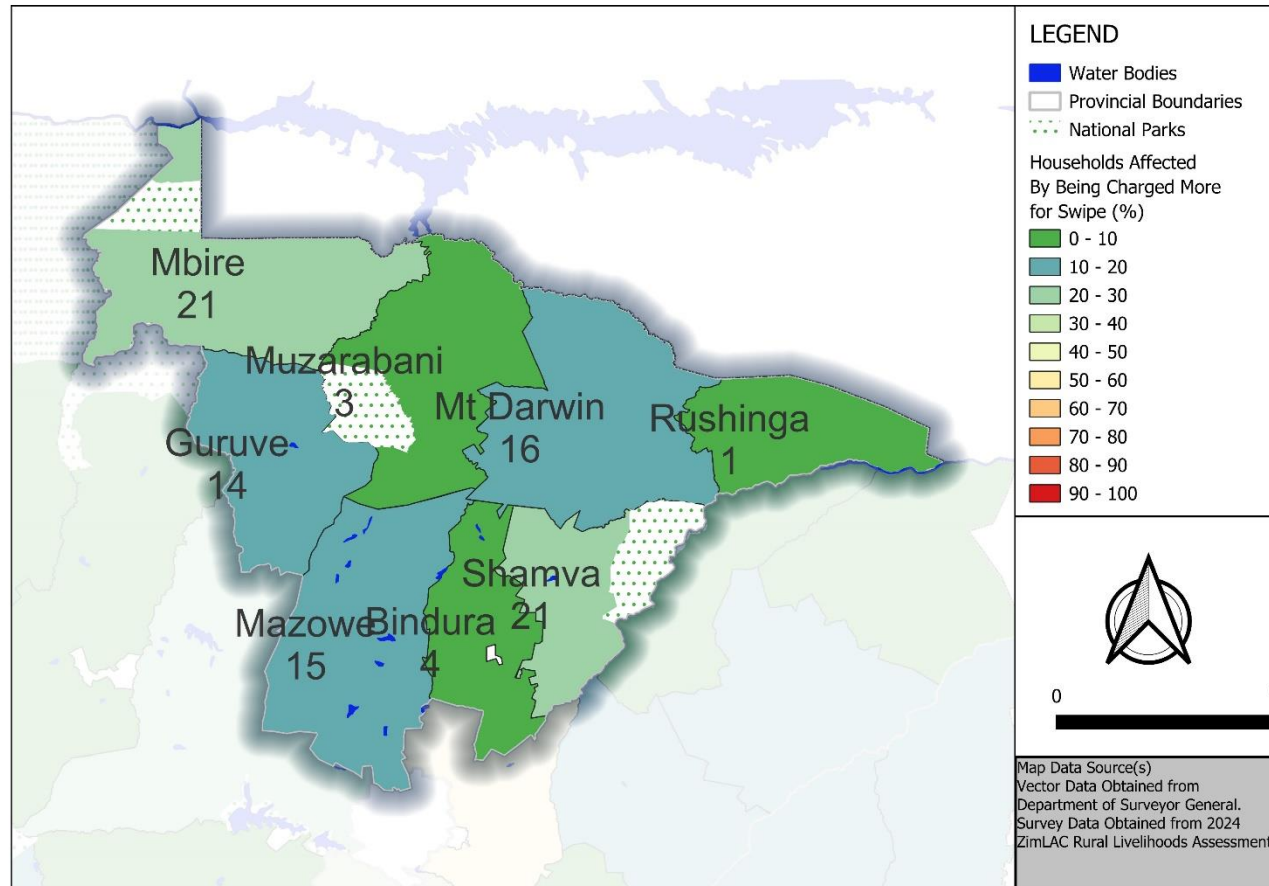 Mbire
21
Muzarabani
3
Mt Darwin
16
Rushinga
1
Guruve
14
Shamva
21
Mazowe
15
Bindura
4
LEGEND
Water Bodies
Provincial Boundaries
National Parks
Households Affected
By Being Charged More
for Swipe (%)
0 - 10
10 - 20
20 - 30
30 - 40
40 - 50
50 - 60
60 - 70
70 - 80
80 - 90
90 - 100
0
Map Data Source(s)
Vector Data Obtained from
Department of Surveyor General.
Survey Data Obtained from 2024
ZimLAC Rural Livelihoods Assessment